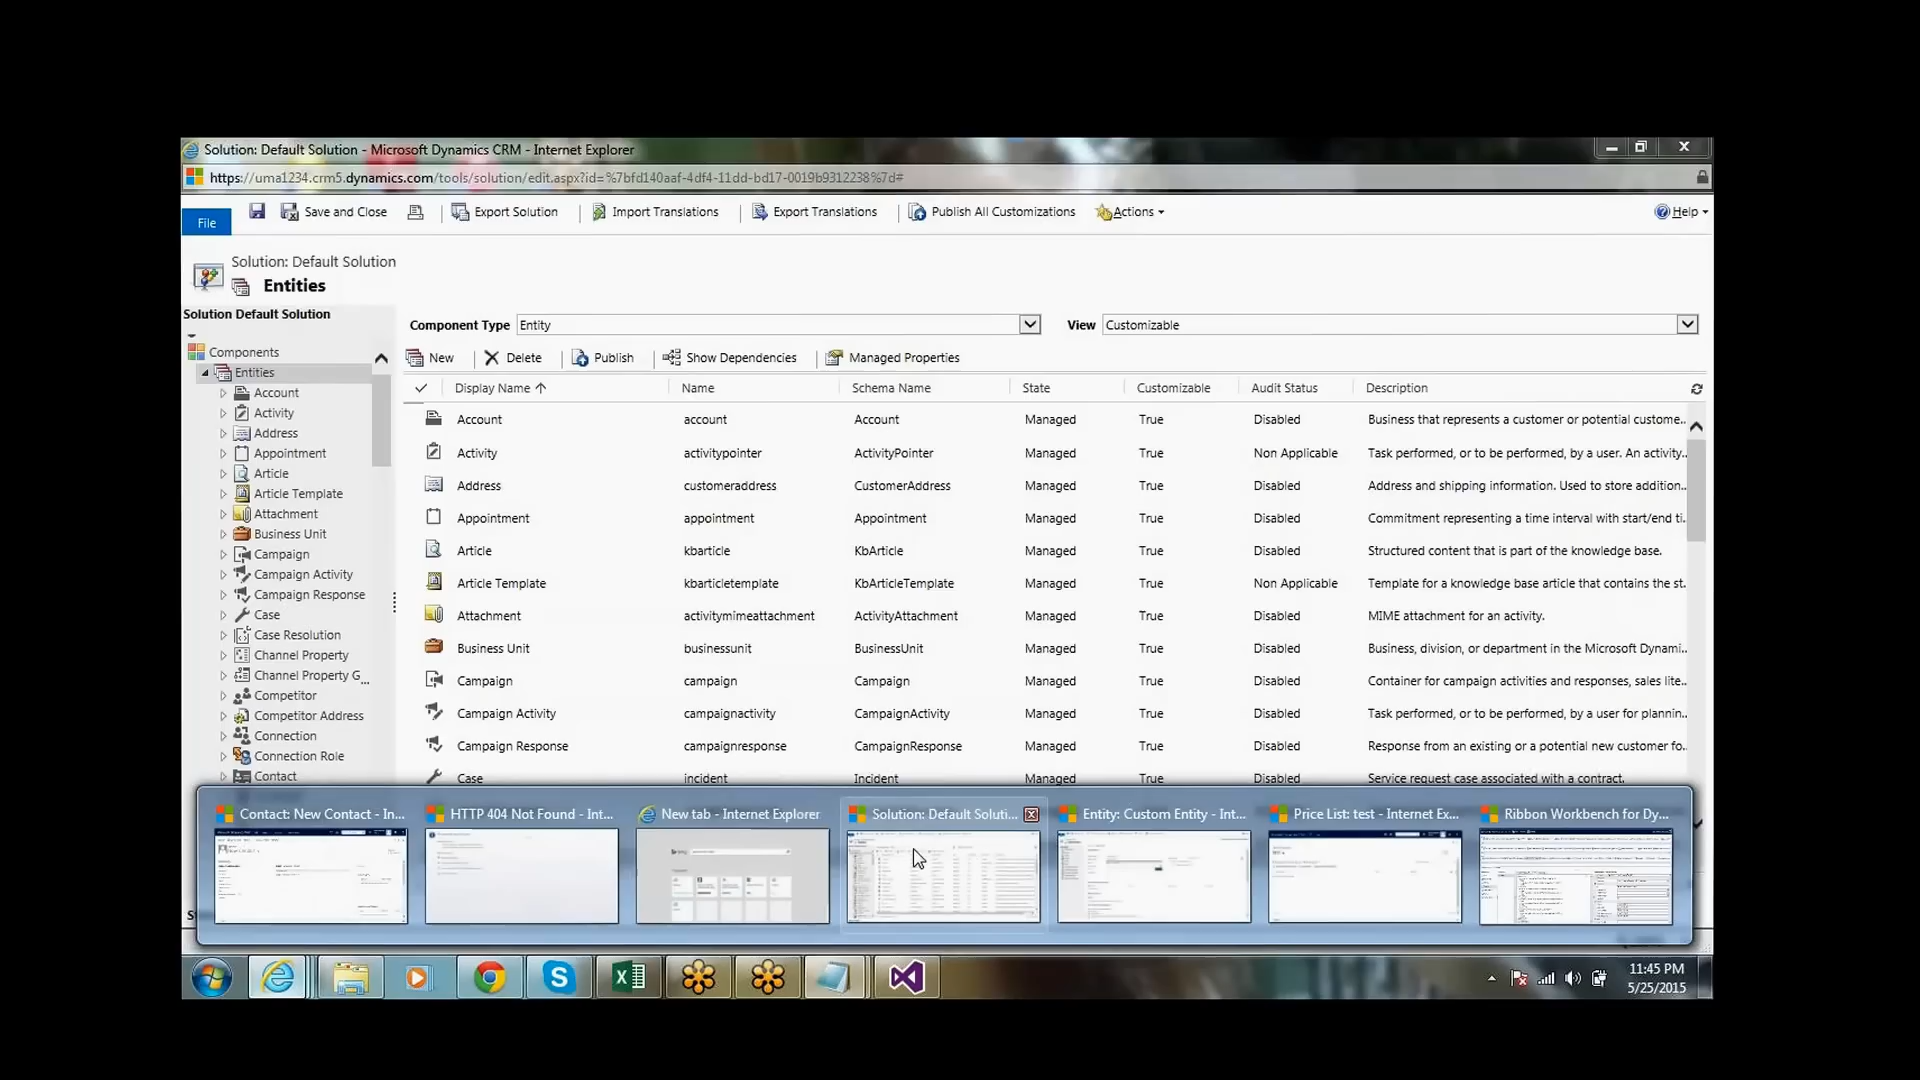 Solution: Default Solution - Microsoft Dynamics CRM - Internet Explorer
https://uma1234.crm5.dynamics.com/tools/solution/edit.aspx?id=%7bfd140aaf-4df4-11dd-bd17-0019b9312238%7d#
File Save and Close Export Solution Import Translations Export Translations Publish All Customizations Actions Help
Solution: Default Solution
Entities
Solution Default Solution
Components
Entities
Account
Activity
Address
Appointment
Article
Article Template
Attachment
Business Unit
Campaign
Campaign Activity
Campaign Response
Case
Case Resolution
Channel Property
Channel Property G...
Competitor
Competitor Address
Connection
Connection Role
Contact
Component Type Entity View Customizable
New Delete Publish Show Dependencies Managed Properties
Display Name Name Schema Name State Customizable Audit Status Description
Account account Account Managed True Disabled Business that represents a customer or potential custome..
Activity activitypointer ActivityPointer Managed True Non Applicable Task performed, or to be performed, by a user. An activity..
Address customeraddress CustomerAddress Managed True Disabled Address and shipping information. Used to store addition..
Appointment appointment Appointment Managed True Disabled Commitment representing a time interval with start/end ti.
Article kbarticle KbArticle Managed True Disabled Structured content that is part of the knowledge base.
Article Template kbarticletemplate KbArticleTemplate Managed True Non Applicable Template for a knowledge base article that contains the st.
Attachment activitymimeattachment ActivityAttachment Managed True Disabled MIME attachment for an activity.
Business Unit businessunit BusinessUnit Managed True Disabled Business, division, or department in the Microsoft Dynami..
Campaign campaign Campaign Managed True Disabled Container for campaign activities and responses, sales lite..
Campaign Activity campaignactivity CampaignActivity Managed True Disabled Task performed, or to be performed, by a user for plannin..
Campaign Response campaignresponse CampaignResponse Managed True Disabled Response from an existing or a potential new customer fo..
Case incident Incident Managed True Disabled Service request case associated with a contract.
Contact: New Contact - In... HTTP 404 Not Found - Int... New tab - Internet Explorer Solution: Default Soluti... Entity: Custom Entity - Int... Price List: test - Internet Ex... Ribbon Workbench for Dy...
11:45 PM
5/25/2015